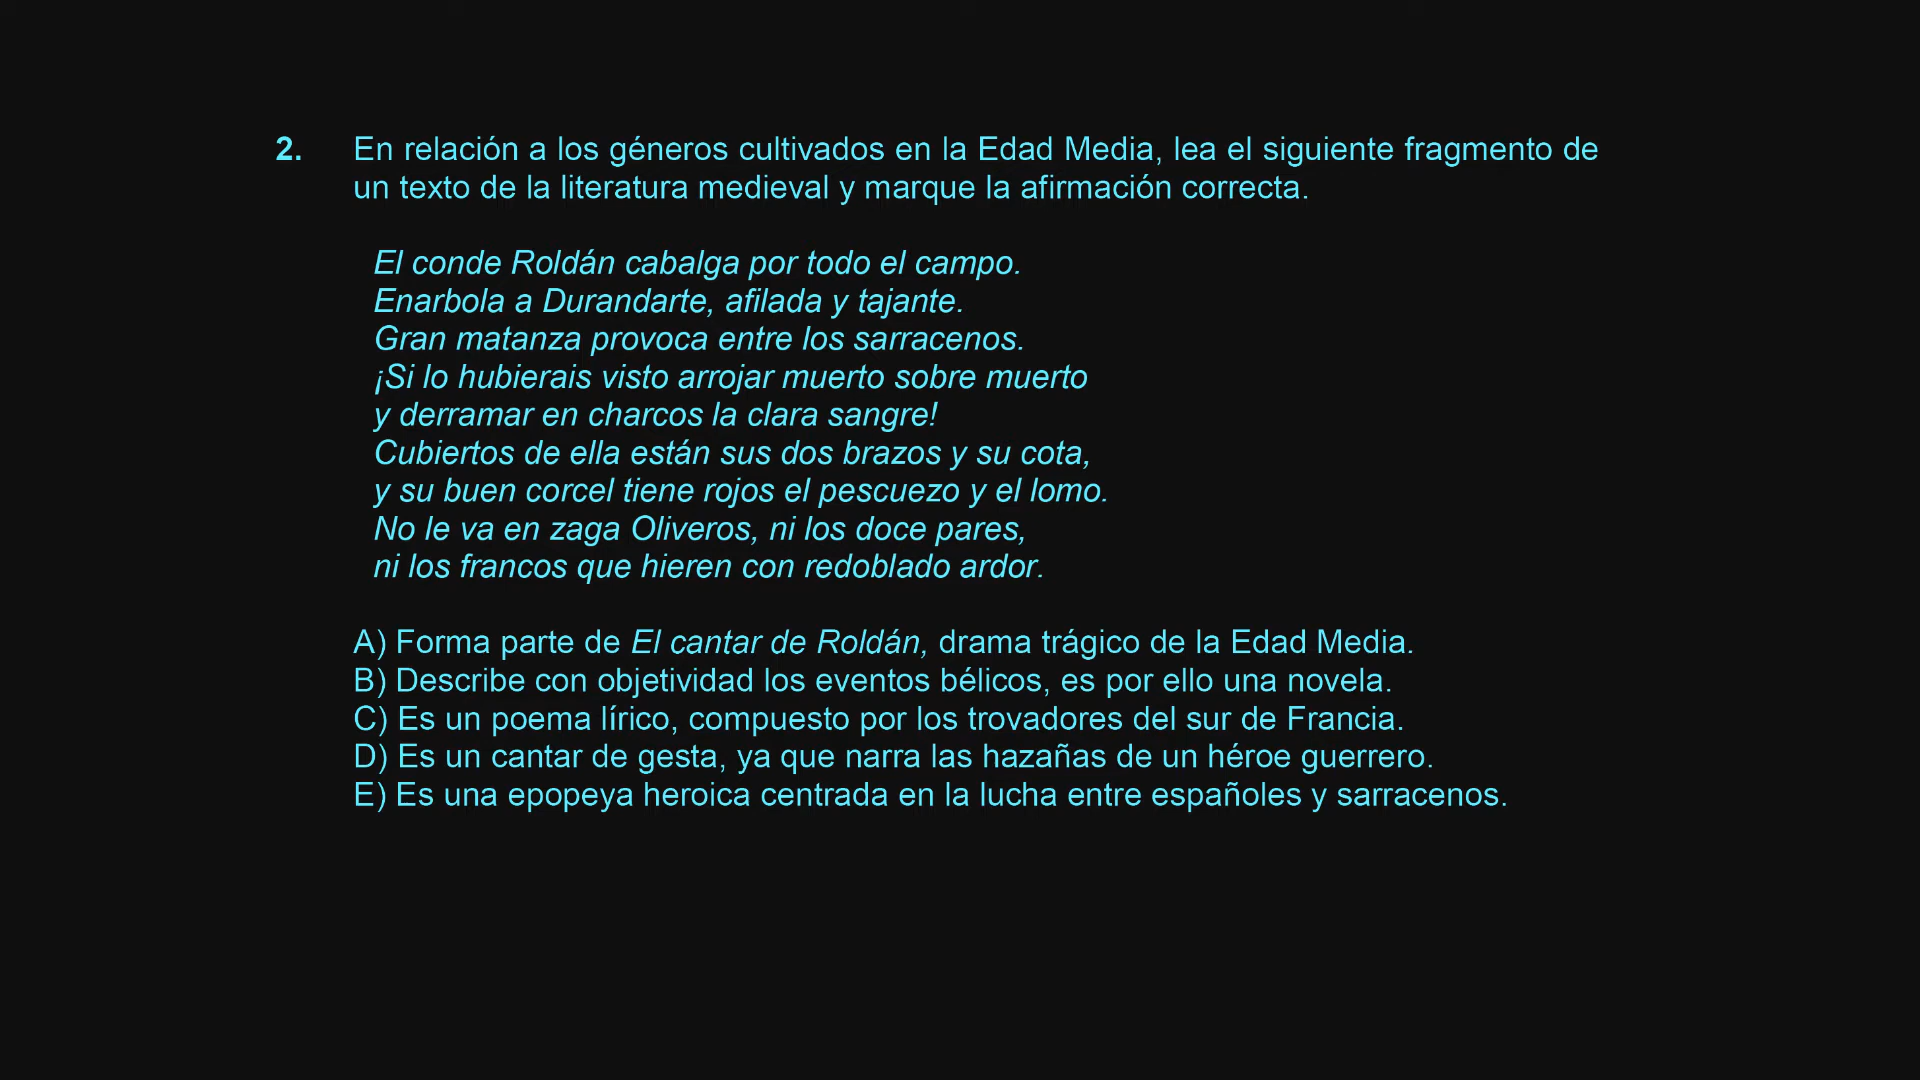 2. En relación a los géneros cultivados en la Edad Media, lea el siguiente fragmento de
un texto de la literatura medieval y marque la afirmación correcta.
El conde Roldán cabalga por todo el campo.
Enarbola a Durandarte, afilada y tajante.
Gran matanza provoca entre los sarracenos.
¡Si lo hubierais visto arrojar muerto sobre muerto
y derramar en charcos la clara sangre!
Cubiertos de ella están sus dos brazos y su cota,
y su buen corcel tiene rojos el pescuezo y el lomo.
No le va en zaga Oliveros, ni los doce pares,
ni los francos que hieren con redoblado ardor.
A) Forma parte de El cantar de Roldán, drama trágico de la Edad Media.
B) Describe con objetividad los eventos bélicos, es por ello una novela.
C) Es un poema lírico, compuesto por los trovadores del sur de Francia.
D) Es un cantar de gesta, ya que narra las hazañas de un héroe guerrero.
E) Es una epopeya heroica centrada en la lucha entre españoles y sarracenos.